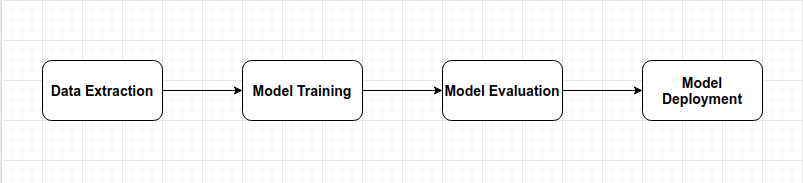 Data Extraction
Model Training
Model Evaluation
Model
Deployment